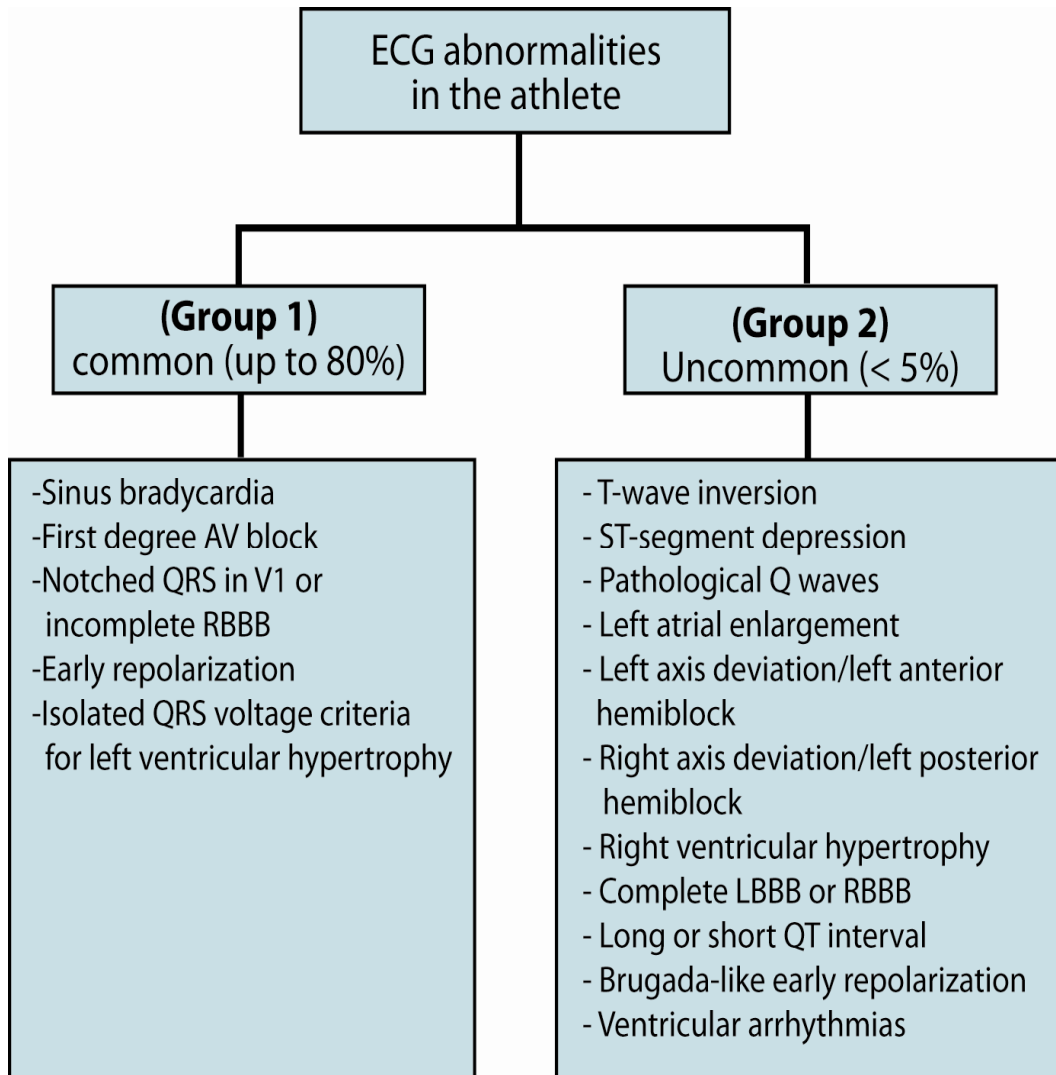 ECG abnormalities
in the athlete
(Group 1)
common (up to 80%)
-Sinus bradycardia
-First degree AV block
-Notched QRS in V1 or
incomplete RBBB
-Early repolarization
-Isolated QRS voltage criteria
for left ventricular hypertrophy
(Group 2)
Uncommon (< 5%)
- T-wave inversion
- ST-segment depression
- Pathological Q waves
- Left atrial enlargement
- Left axis deviation/left anterior
hemiblock
- Right axis deviation/left posterior
hemiblock
- Right ventricular hypertrophy
- Complete LBBB or RBBB
- Long or short QT interval
- Brugada-like early repolarization
- Ventricular arrhythmias